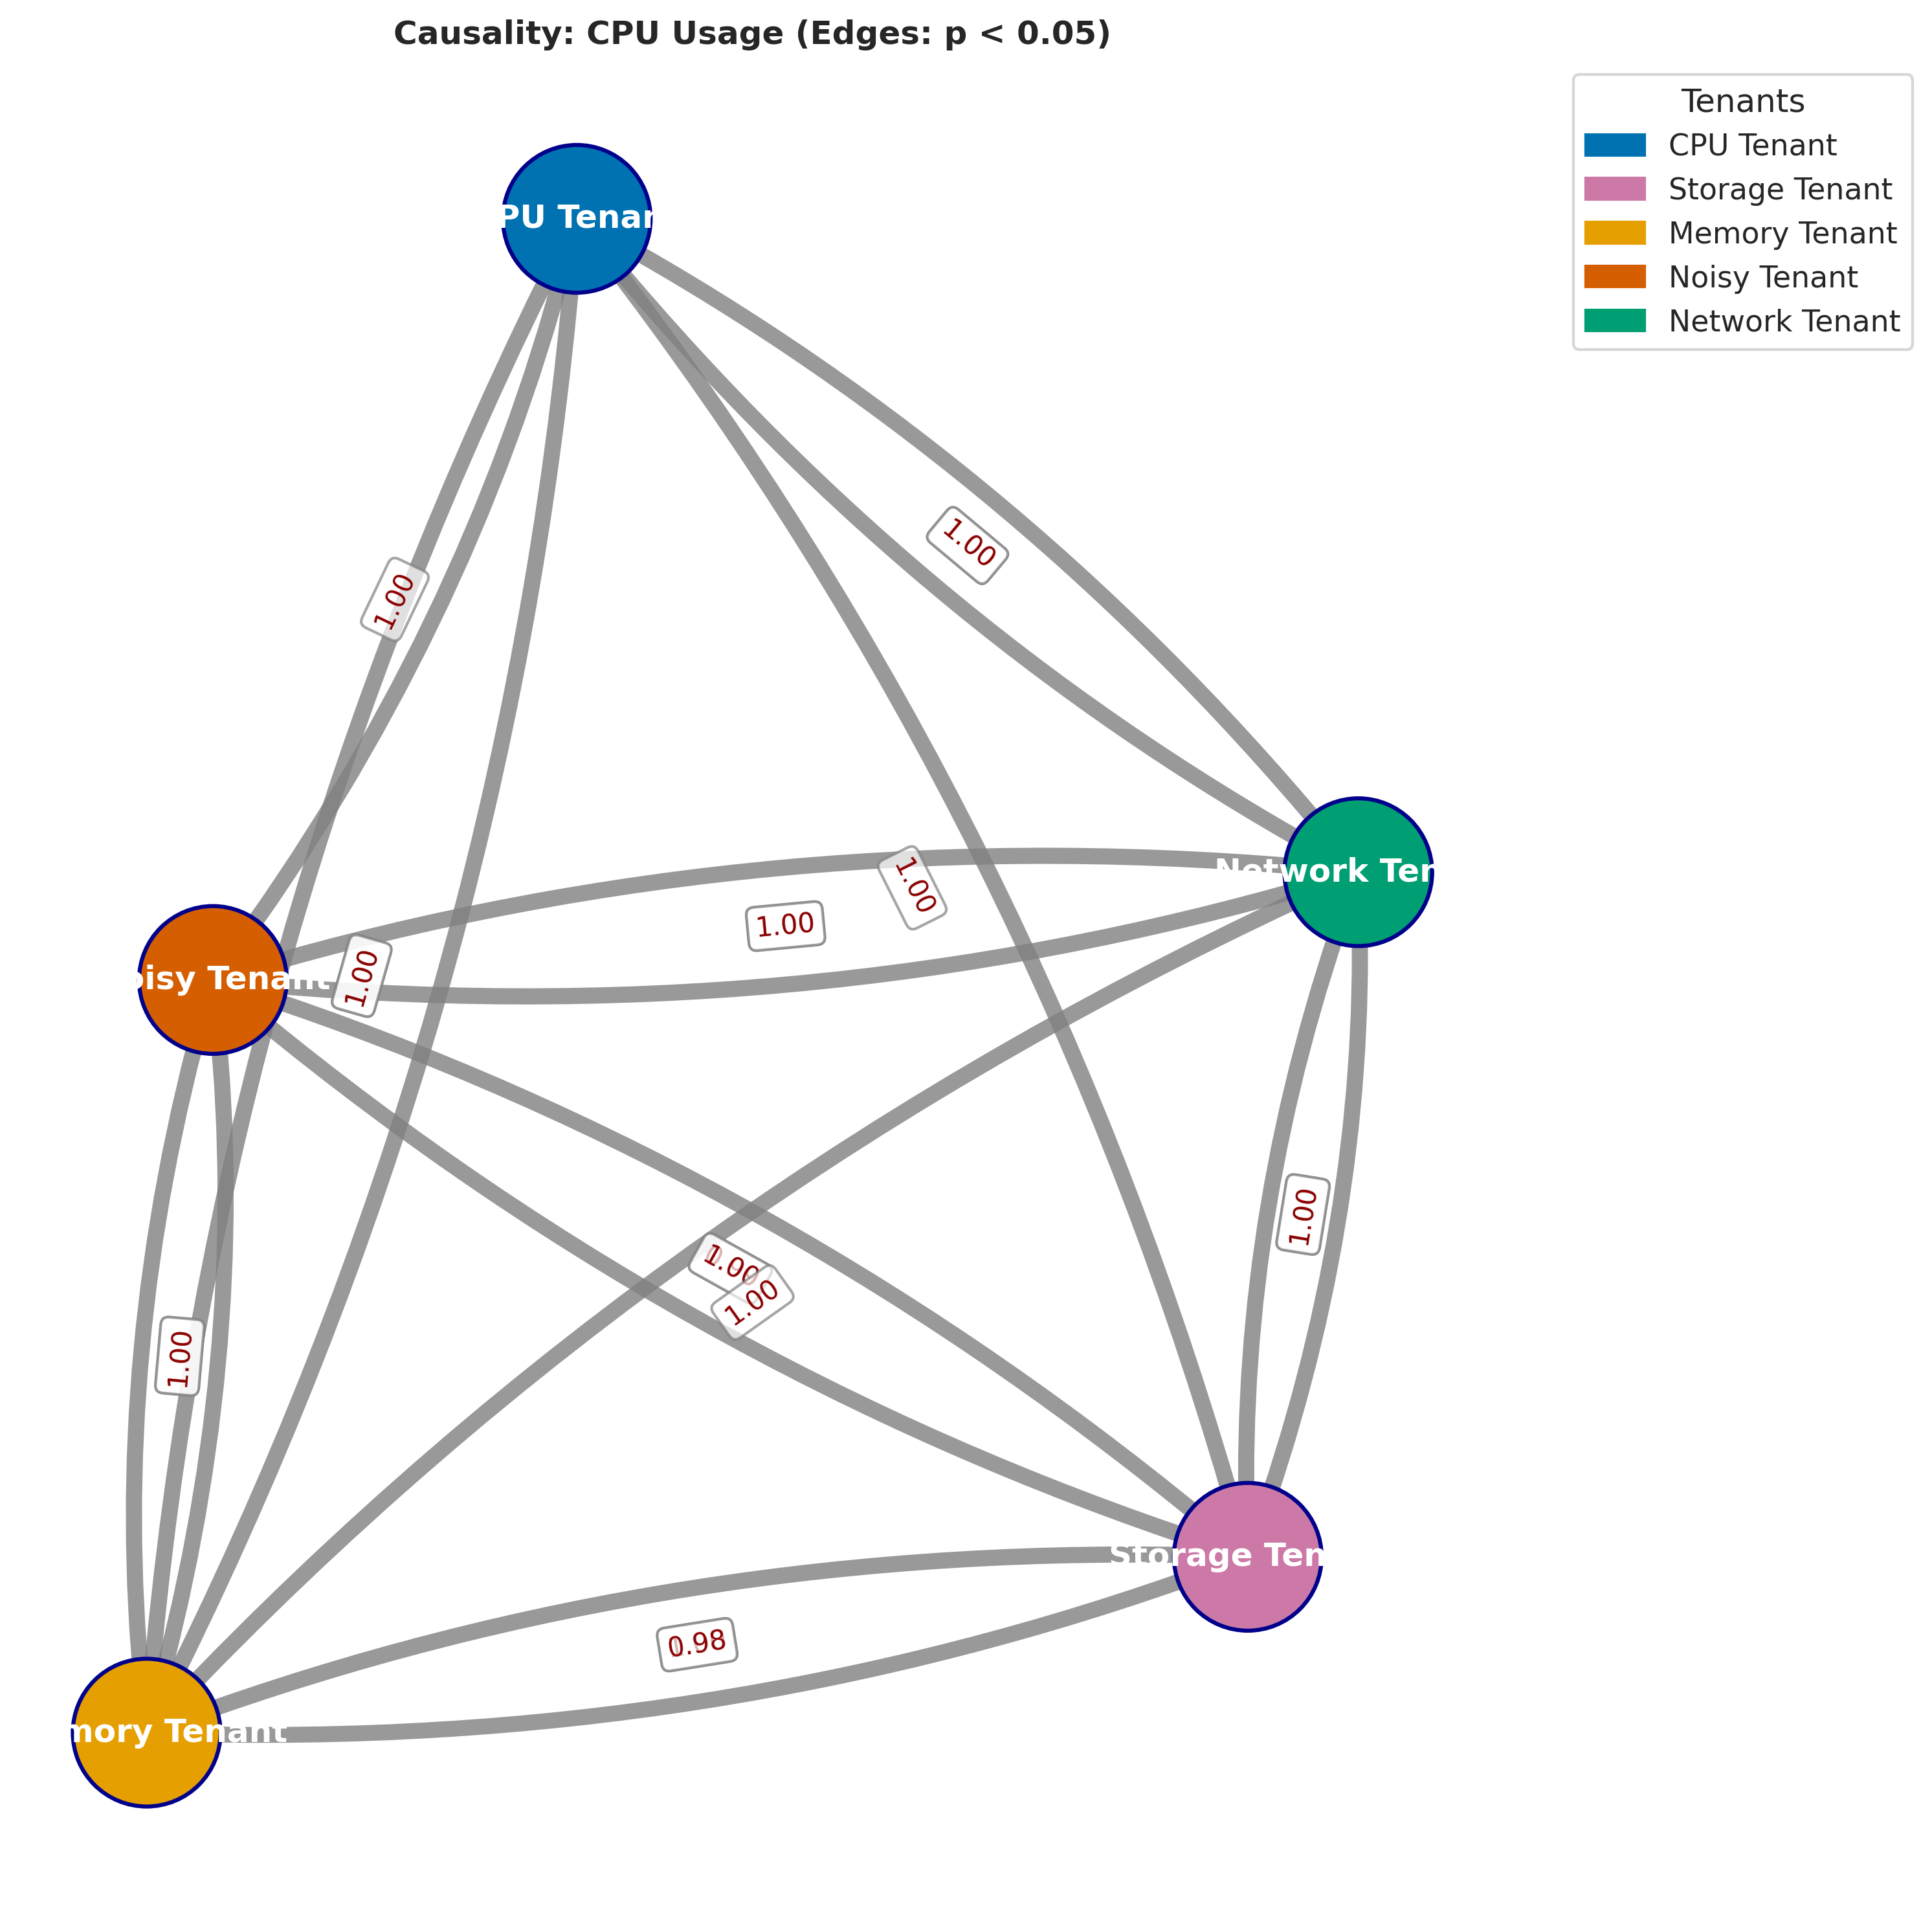 Causality: CPU Usage (Edges: p < 0.05)
Tenants
CPU Tenant
Storage Tenant
Memory Tenant
Noisy Tenant
Network Tenant
PU Tenan
1.00
1.00
Network Ten
1.00
1.00
isy Tenant
1.00
1.00
1.00
1.00
1.00
Storage Ten
0.98
mory Tenant